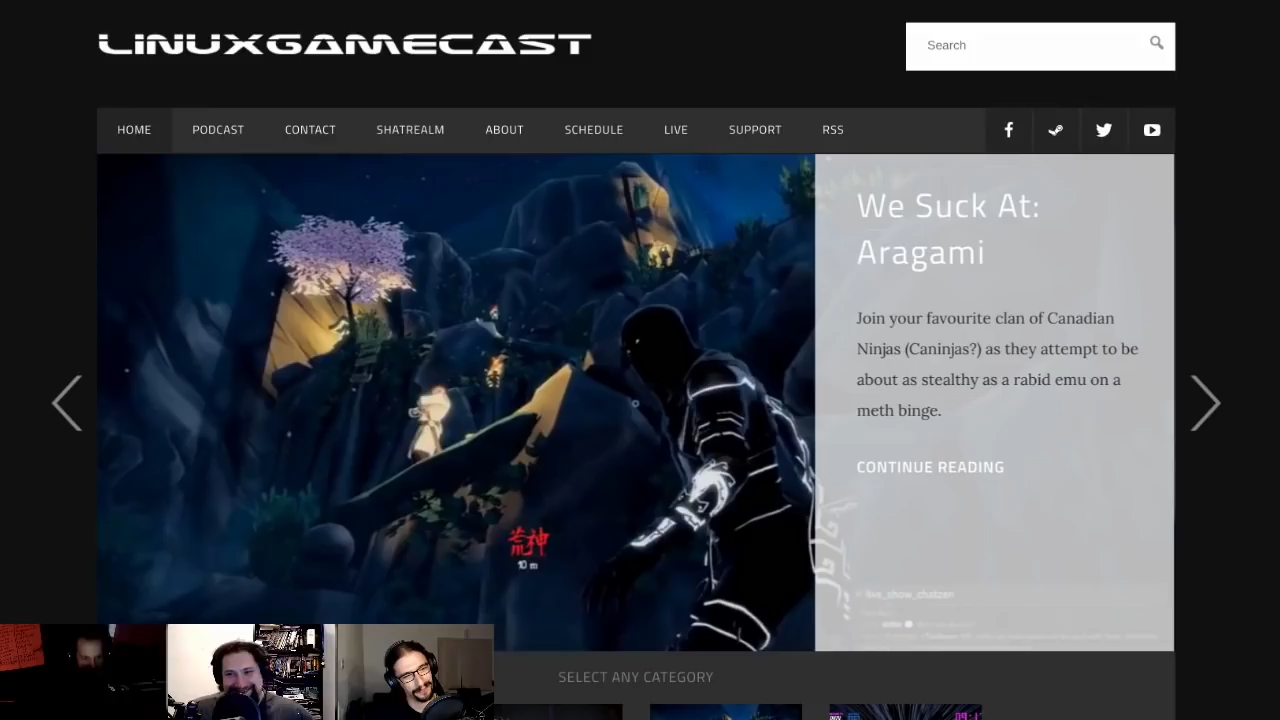 LINUXGAMECAST
Search
HOME PODCAST CONTACT SHATREALM ABOUT SCHEDULE LIVE SUPPORT RSS
We Suck At:
Aragami
Join your favourite clan of Canadian
Ninjas (Caninjas?) as they attempt to be
about as stealthy as a rabid emu on a
meth binge.
CONTINUE READING
荒神
10 m
live_show_chatzen
SELECT ANY CATEGORY